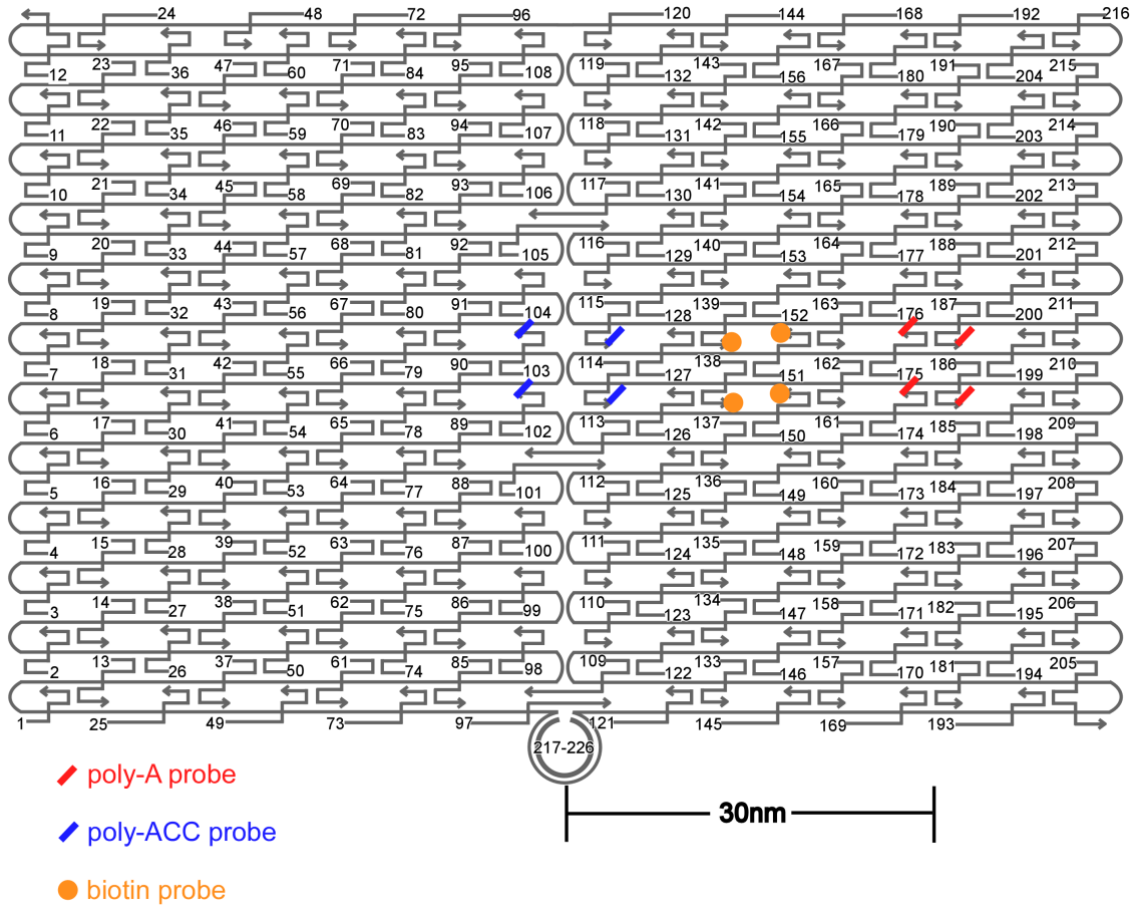 24 48 72 96 120 144 168 192 216
12 23 36 47 60 71 84 95 108 119 132 143 156 167 180 191 204 215
11 22 35 46 59 70 83 94 107 118 131 142 155 166 179 190 203 214
10 21 34 45 58 69 82 93 106 117 130 141 154 165 178 189 202 213
9 20 33 44 57 68 81 92 105 116 129 140 153 164 177 188 201 212
8 19 32 43 56 67 80 91 104 115 128 139 152 163 176 187 200 211
7 18 31 42 55 66 79 90 103 114 127 138 151 162 175 186 199 210
6 17 30 41 54 65 78 89 102 113 126 137 150 161 174 185 198 209
5 16 29 40 53 64 77 88 101 112 125 136 149 160 173 184 197 208
4 15 28 39 52 63 76 87 100 111 124 135 148 159 172 183 196 207
3 14 27 38 51 62 75 86 99 110 123 134 147 158 171 182 195 206
2 13 26 37 50 61 74 85 98 109 122 133 146 157 170 181 194 205
1 25 49 73 97 121 145 169 193
217-226
poly-A probe
30nm
poly-ACC probe
biotin probe